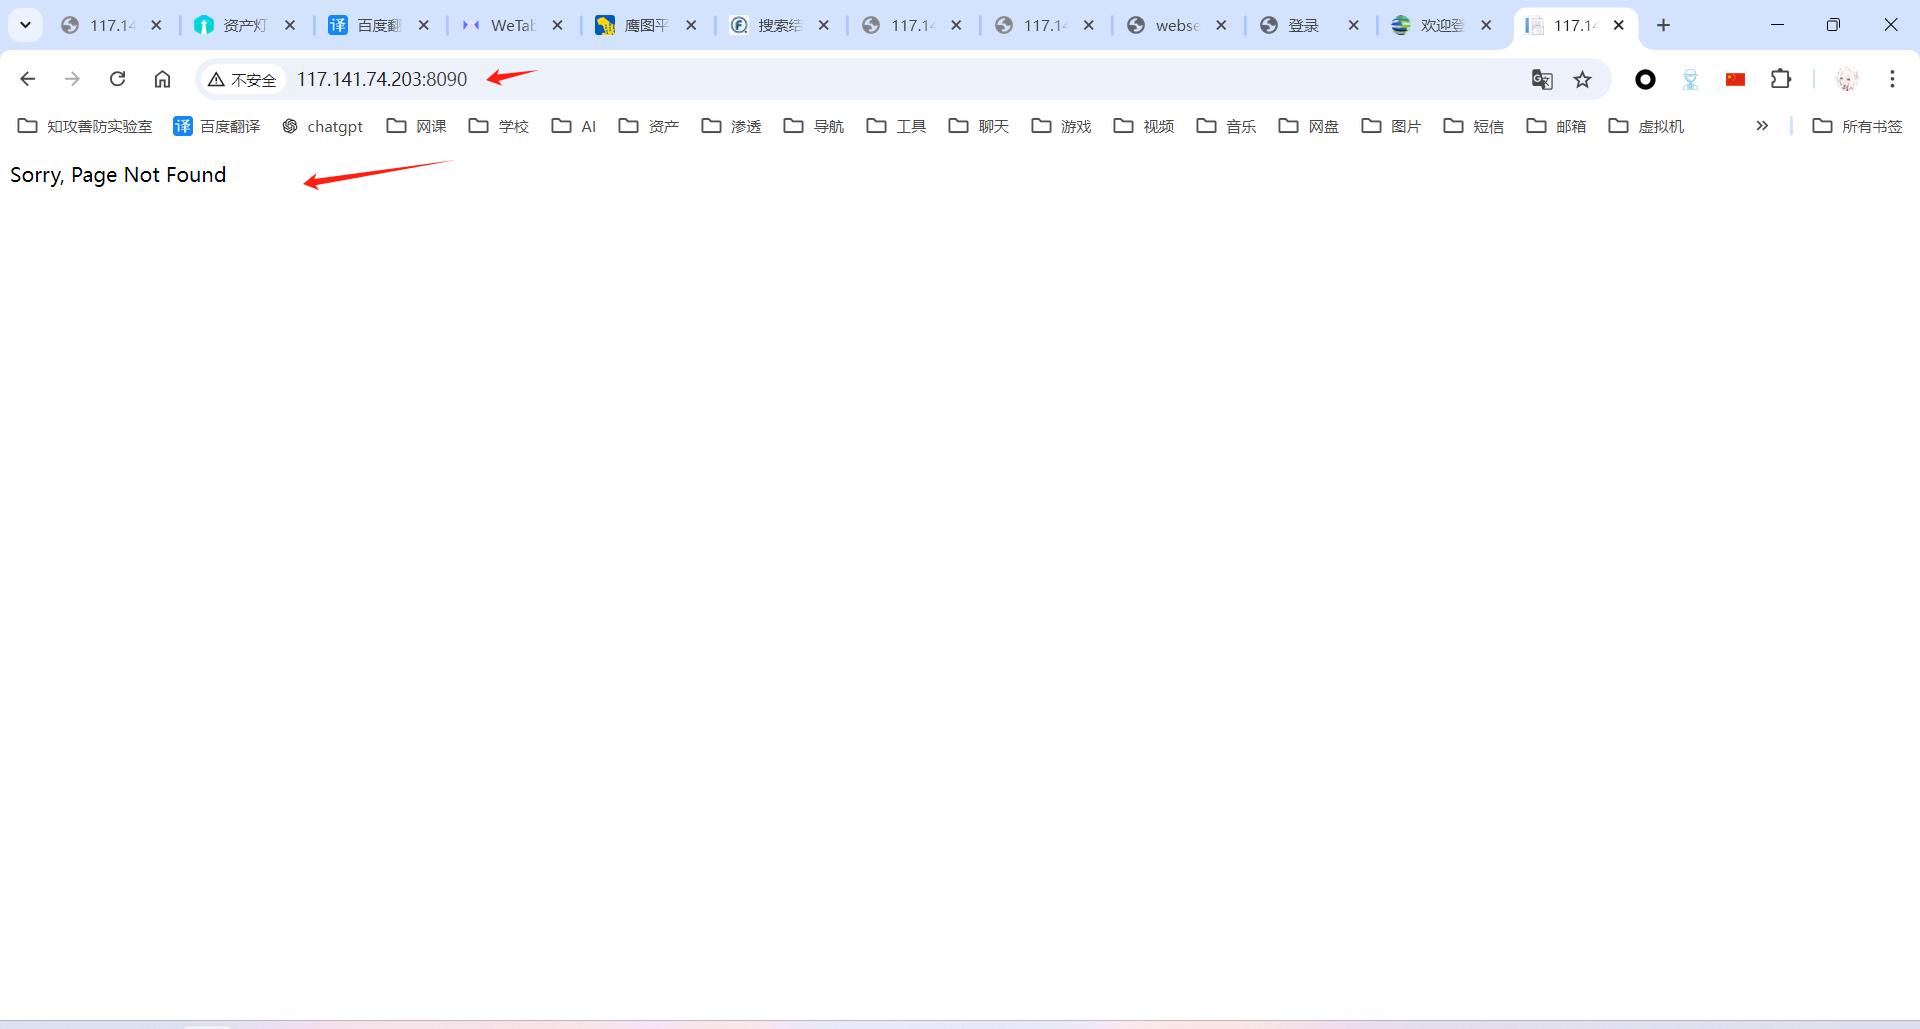 117.14 资产灯 百度翻 WeTab 鹰图平 搜索结 117.14 117.14 webse 登录 欢迎登 117.14
不安全 117.141.74.203:8090
知攻善防实验室 百度翻译 chatgpt 网课 学校 AI 资产 渗透 导航 工具 聊天 游戏 视频 音乐 网盘 图片 短信 邮箱 虚拟机 所有书签
Sorry, Page Not Found